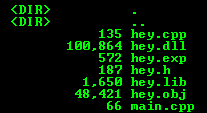 <DIR> .
<DIR> ..
135 hey.cpp
100,864 hey.dll
572 hey.exp
187 hey.h
1,650 hey.lib
48,421 hey.obj
66 main.cpp